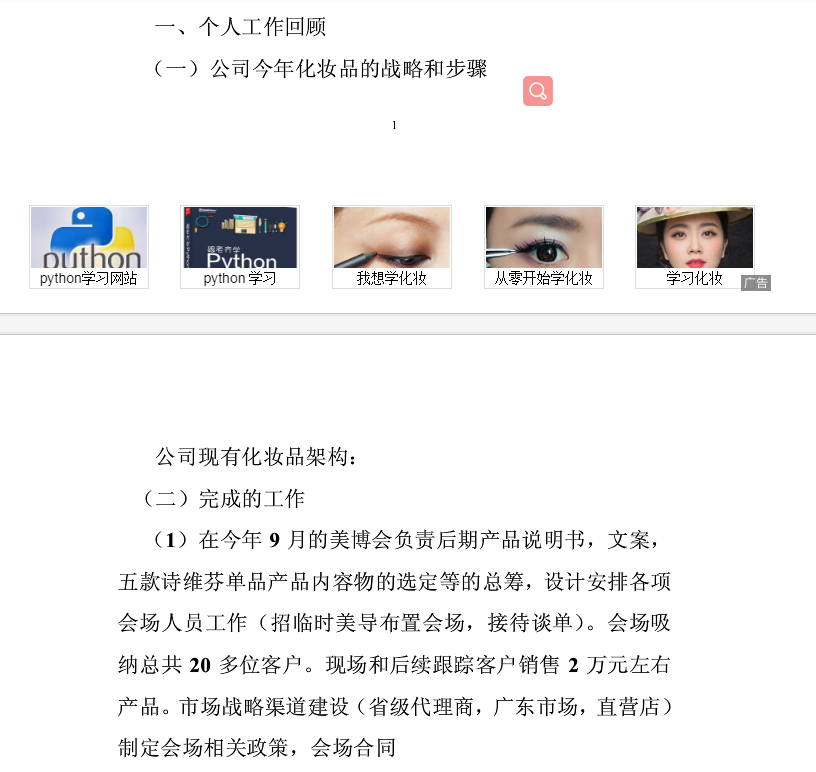 一、个人工作回顾
（一）公司今年化妆品的战略和步骤
1
python
python学习网站
跟老齐学
Python
python 学习
我想学化妆
从零开始学化妆
学习化妆
广告
公司现有化妆品架构：
（二）完成的工作
（1）在今年 9 月的美博会负责后期产品说明书，文案，
五款诗维芬单品产品内容物的选定等的总筹，设计安排各项
会场人员工作（招临时美导布置会场，接待谈单）。会场吸
纳总共 20 多位客户。现场和后续跟踪客户销售 2 万元左右
产品。市场战略渠道建设（省级代理商，广东市场，直营店）
制定会场相关政策，会场合同